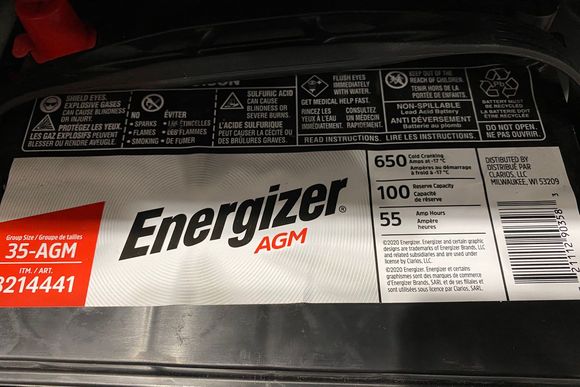 SHIELD EYES.
EXPLOSIVE GASES
CAN CAUSE BLINDNESS
OR INJURY.
PROTÉGEZ LES YEUX.
LES GAZ EXPLOSIFS PEUVENT
BLESSER OU RENDRE AVEUGLE.
NO
• SPARKS
• FLAMES
• SMOKING
ÉVITER
• LES ÉTINCELLES
• LES FLAMMES
• DE FUMER
SULFURIC ACID
CAN CAUSE
BLINDNESS OR
SEVERE BURNS.
L'ACIDE SULFURIQUE
PEUT CAUSER LA CÉCITÉ OU
DES BRÛLURES GRAVES.
FLUSH EYES
IMMEDIATELY
WITH WATER.
GET MEDICAL HELP FAST.
RINCEZ LES
YEUX À L'EAU
IMMÉDIATEMENT
CONSULTEZ
UN MÉDECIN
RAPIDEMENT.
READ INSTRUCTIONS.
KEEP OUT OF THE
REACH OF CHILDREN.
TENIR HORS DE LA
PORTÉE DE ENFANTS.
NON-SPILLABLE
Lead Acid Battery
ANTI DÉVERSEMENT
Batterie au plomb
LIRE LES INSTRUCTIONS.
Pb
BATTERY MUST
BE RECYCLED
LA BATTERIE DOIT
ÊTRE RECYCLÉE
DO NOT OPEN.
NE PAS OUVRIR.
Group Size / Groupe de tailles
35-AGM
ITM. / ART.
3214441
Energizer®
AGM
650 Cold Cranking
Amps at -17 °C
Ampères au démarrage
à froid à -17 °C
100 Reserve Capacity
Capacité
de réserve
55 Amp Hours
Ampère
heures
©2020 Energizer. Energizer and certain graphic
designs are trademarks of Energizer Brands, LLC
and related subsidiaries and are used under
license by Clarios, LLC.
©2020 Energizer. Energizer et certains
graphismes sont des marques de commerce
d'Energizer Brands, SARL et de ses filiales et
sont utilisées sous licence par Clarios, SARL.
DISTRIBUTED BY
DISTRIBUÉ PAR
CLARIOS, LLC
MILWAUKEE, WI 53209
21112 90358 3